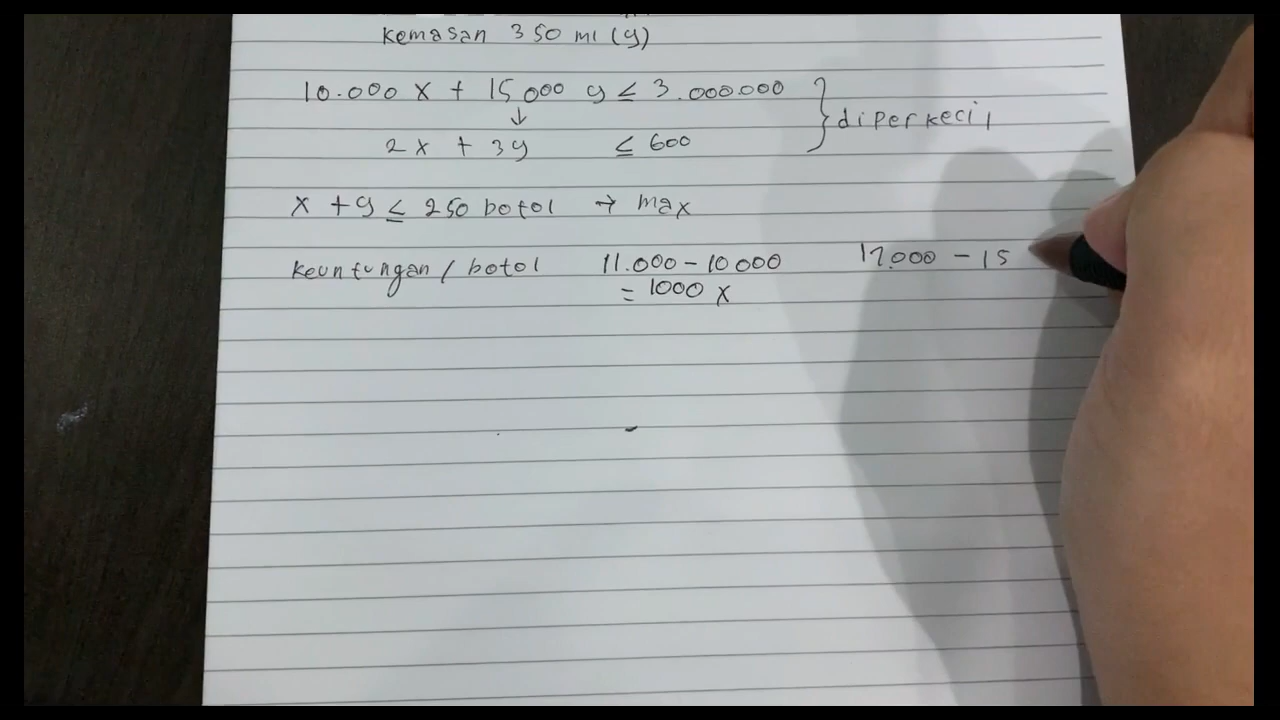 Kemasan 350 ml (y)
10.000 x + 15.000 y ≤ 3.000.000
↓
2x + 3y ≤ 600
diperkecil
x + y ≤ 250 botol → max
Keuntungan / botol 11.000 - 10 000 17.000 - 15
= 1000 x